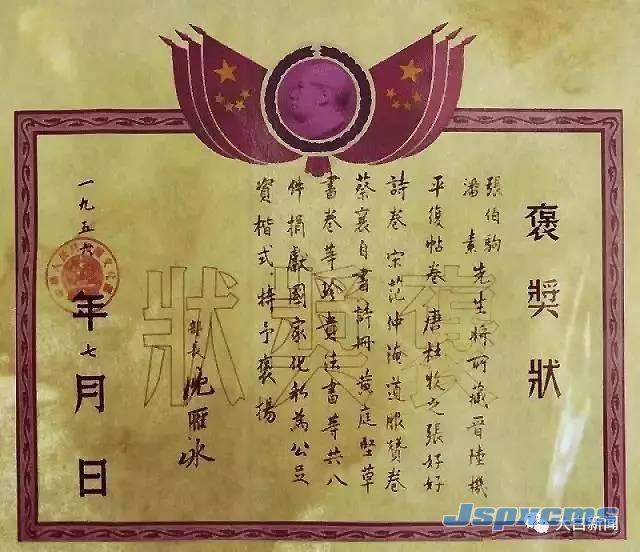 褒獎狀
張伯駒
潘素先生將所藏晉陸機
平復帖卷唐杜牧之張好好
詩卷宋范仲淹道服贊卷
蔡襄自書詩冊黃庭堅草
書卷等珍貴法書等共八
件捐獻國家化私為公足
資楷式特予褒揚
部長沈雁冰
一九五六年七月日
褒獎狀
Jspxcms
大白新闻